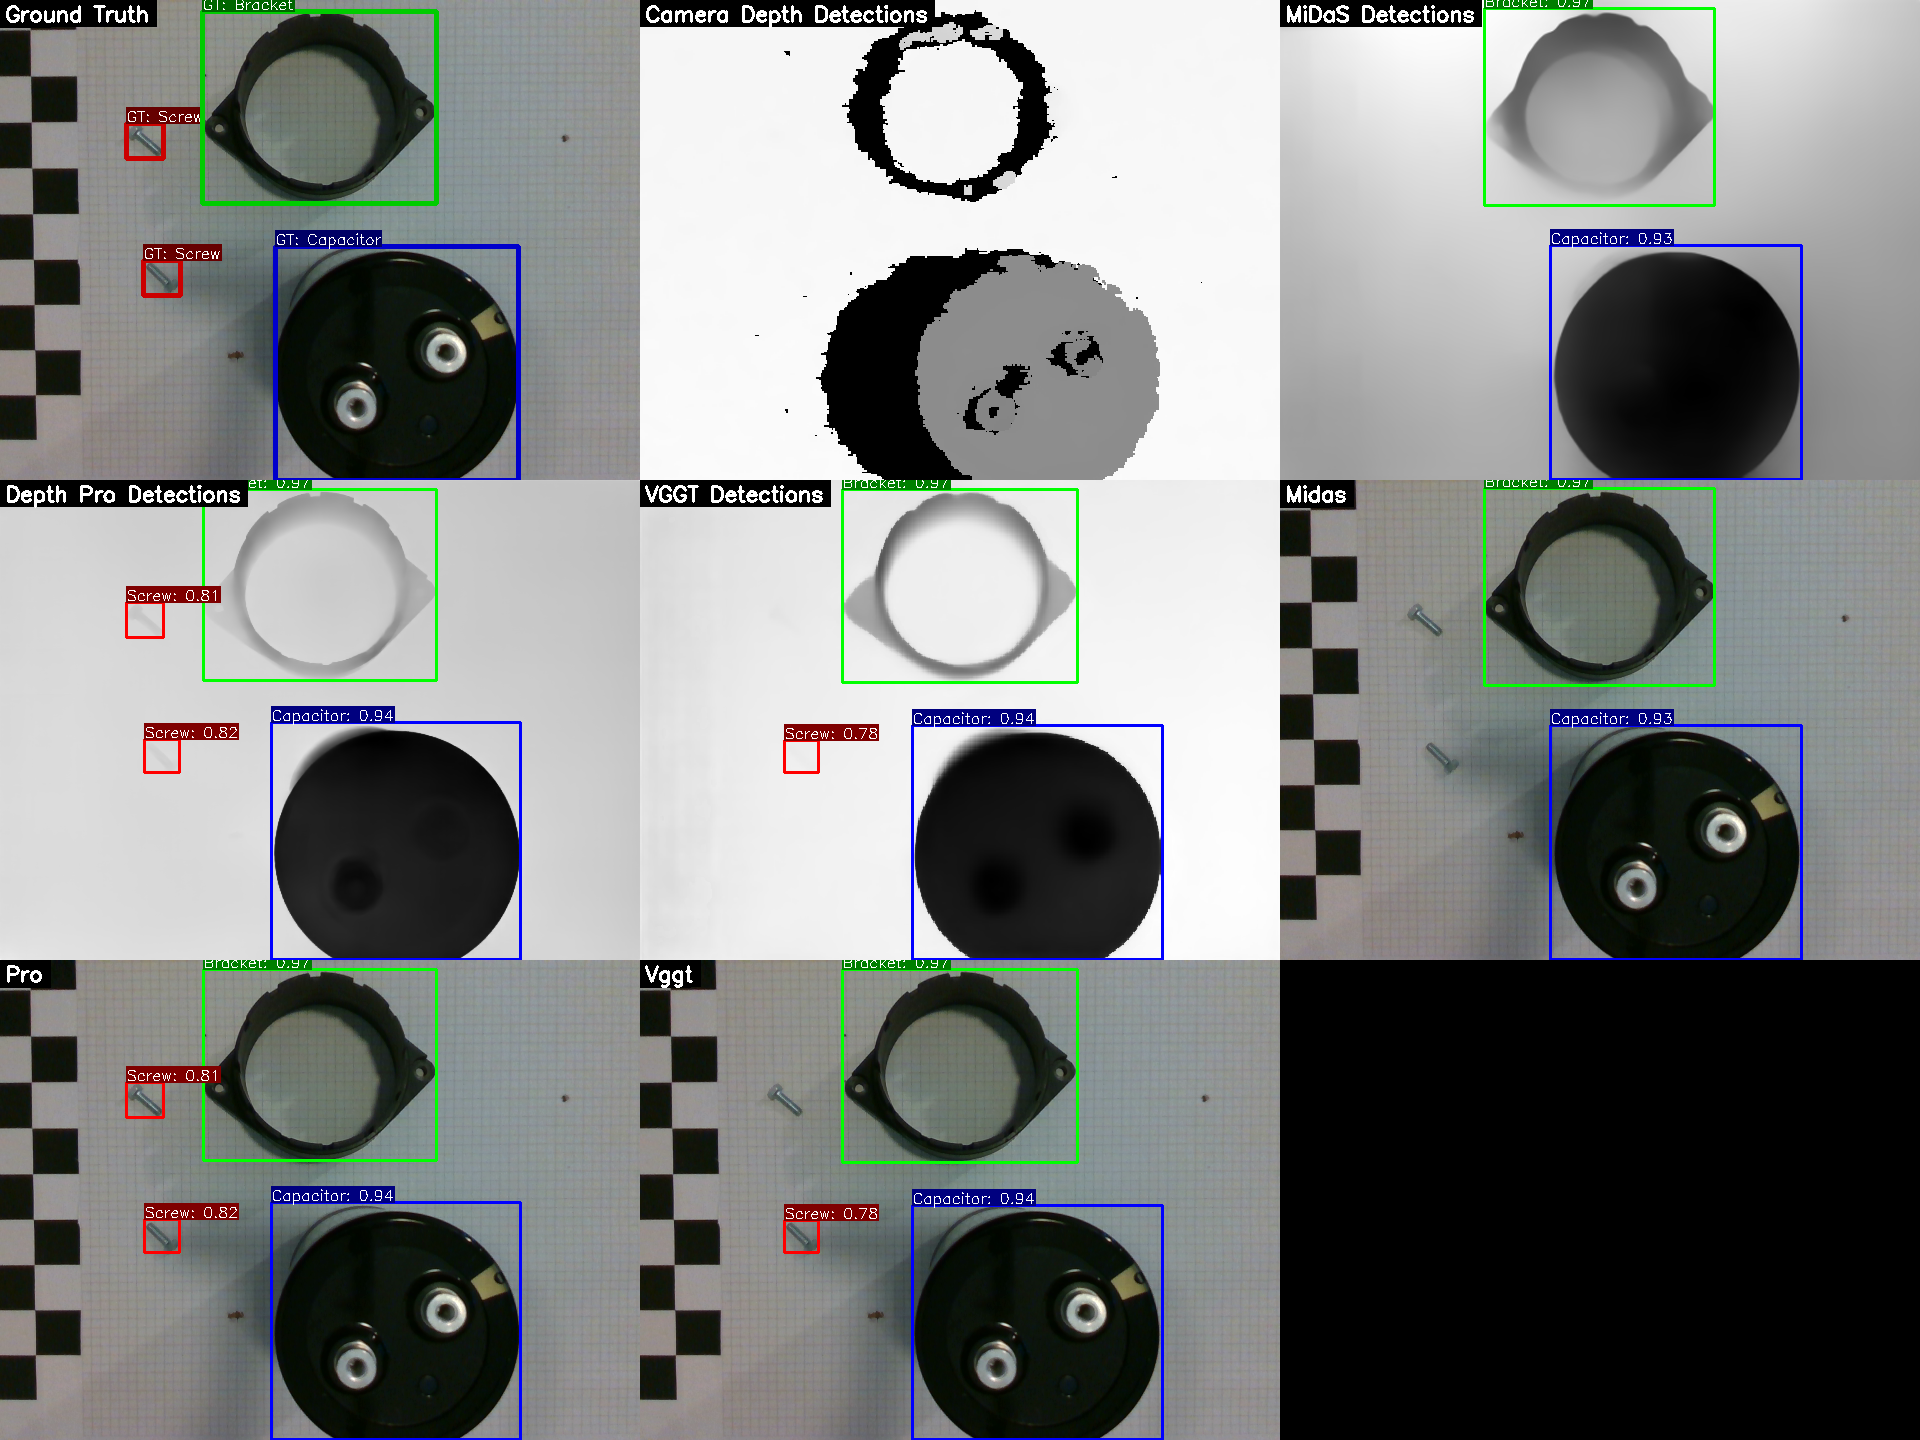 Ground Truth
GT: Bracket
GT: Screw
GT: Screw
GT: Capacitor
Camera Depth Detections
MiDaS Detections
Bracket: 0.97
Capacitor: 0.93
Depth Pro Detections
et: 0.97
Screw: 0.81
Screw: 0.82
Capacitor: 0.94
VGGT Detections
Bracket: 0.97
Screw: 0.78
Capacitor: 0.94
Midas
Bracket: 0.97
Capacitor: 0.93
Pro
Bracket: 0.97
Screw: 0.81
Screw: 0.82
Capacitor: 0.94
Vggt
Bracket: 0.97
Screw: 0.78
Capacitor: 0.94